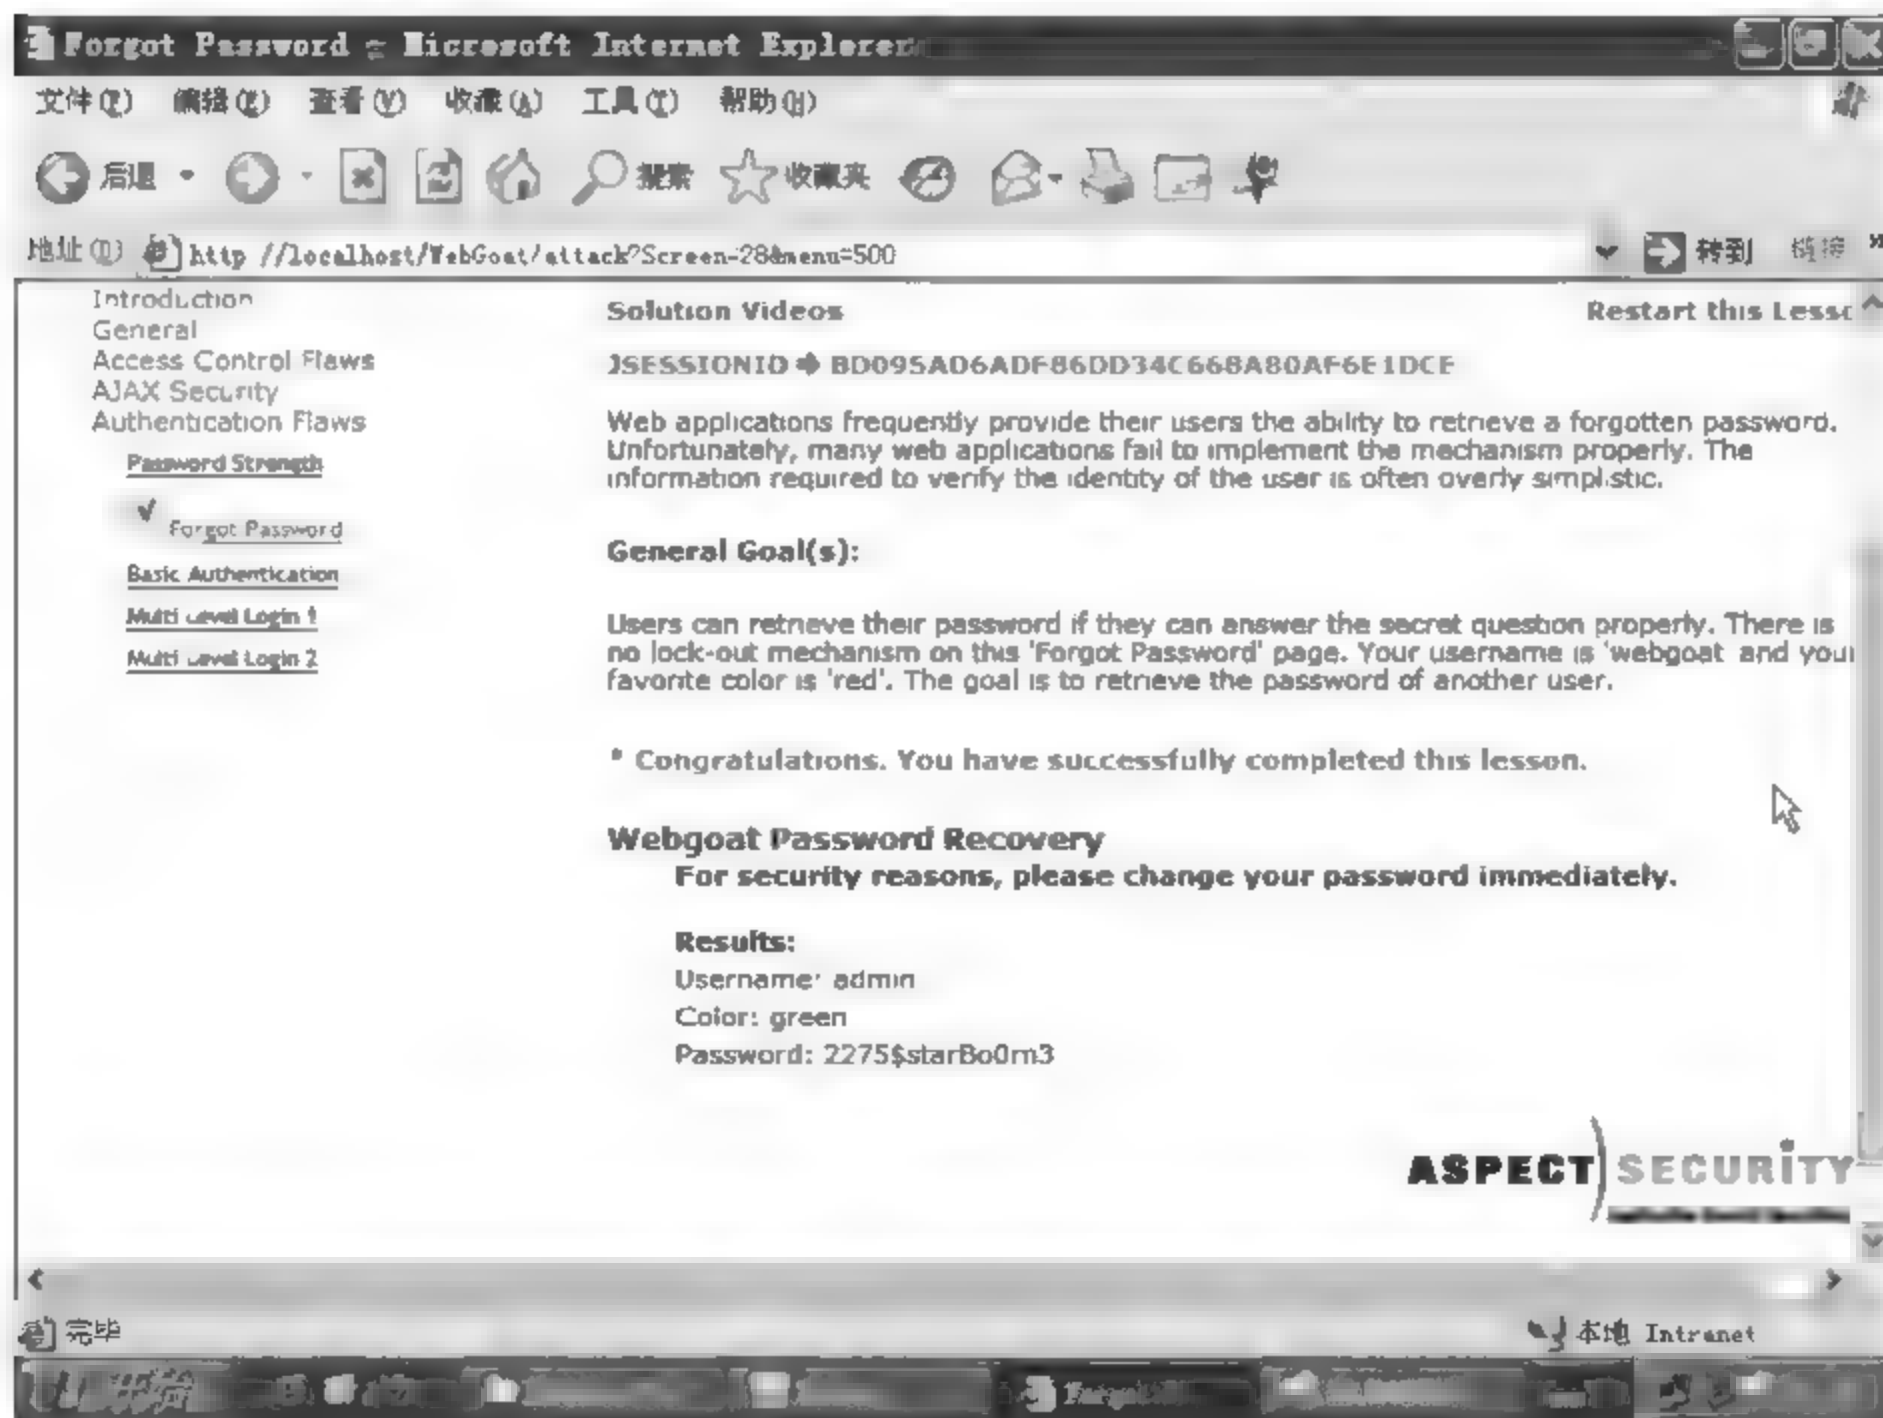 Forgot Password - Microsoft Internet Explorer
文件(F) 编辑(E) 查看(V) 收藏(A) 工具(T) 帮助(H)
后退 搜索 收藏夹
地址(D) http //localhost/WebGoat/attack?Screen=28&menu=500 转到 链接 »
Introduction
General
Access Control Flaws
AJAX Security
Authentication Flaws
Password Strength
Forgot Password
Basic Authentication
Multi Level Login 1
Multi Level Login 2
Solution Videos Restart this Lesso
JSESSIONID BD095AD6ADF86DD34C668A80AF6E1DCE
Web applications frequently provide their users the ability to retrieve a forgotten password.
Unfortunately, many web applications fail to implement the mechanism properly. The
information required to verify the identity of the user is often overly simplistic.
General Goal(s):
Users can retrieve their password if they can answer the secret question properly. There is
no lock-out mechanism on this 'Forgot Password' page. Your username is 'webgoat and your
favorite color is 'red'. The goal is to retrieve the password of another user.
* Congratulations. You have successfully completed this lesson.
Webgoat Password Recovery
For security reasons, please change your password immediately.
Results:
Username: admin
Color: green
Password: 2275$starBo0rn3
ASPECT SECURITY
完毕 本地 Intranet
开始